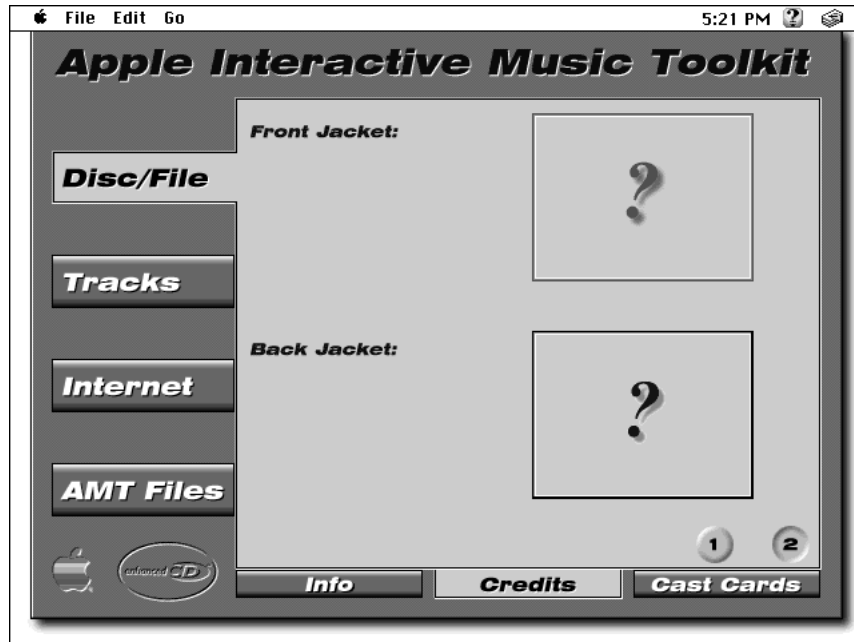 File Edit Go 5:21 PM
Apple Interactive Music Toolkit
Front Jacket:
Disc/File
?
Tracks
Back Jacket:
Internet
?
AMT Files
1 2
enhanced CD
Info Credits Cast Cards